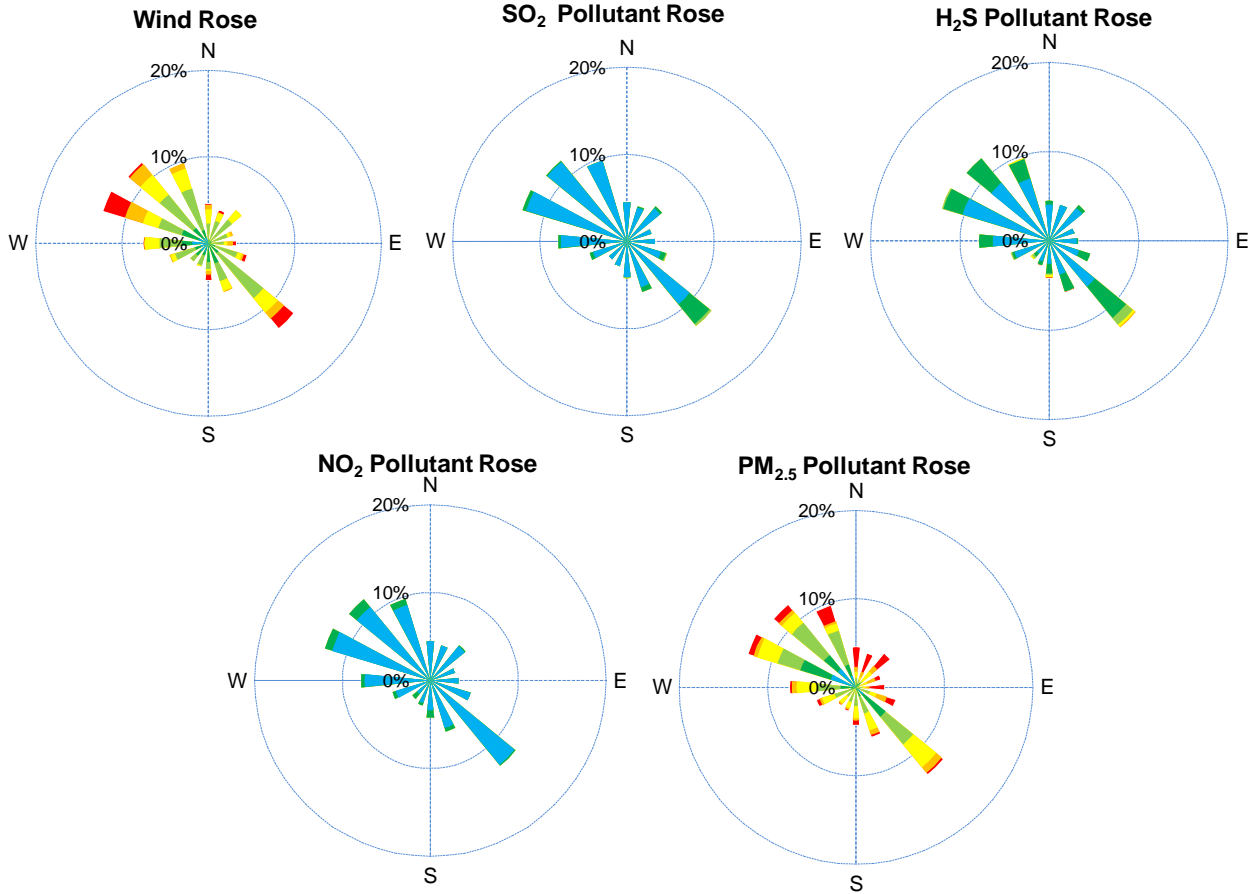 Wind Rose
N
20%
10%
0%
W
E
S
SO₂ Pollutant Rose
N
20%
10%
0%
W
E
S
H₂S Pollutant Rose
N
20%
10%
0%
W
E
S
NO₂ Pollutant Rose
N
20%
10%
0%
W
E
S
PM₂.₅ Pollutant Rose
N
20%
10%
0%
W
E
S